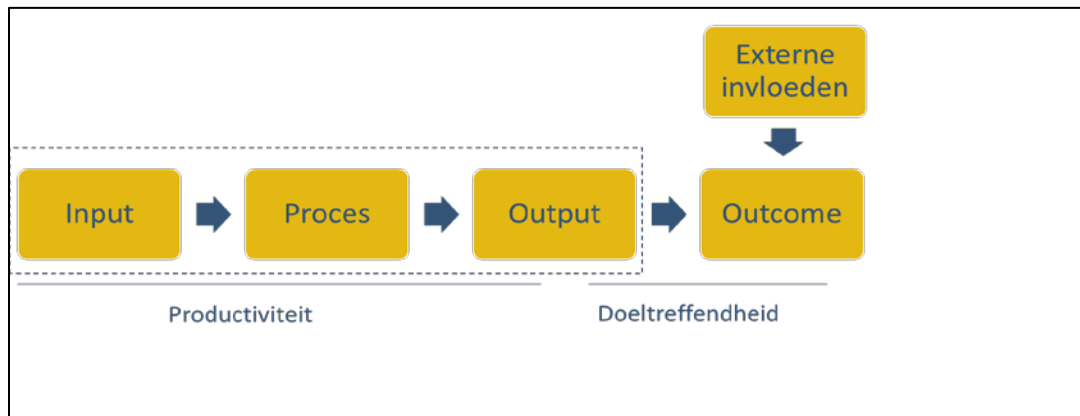 Externe
invloeden
Input
Proces
Output
Outcome
Productiviteit
Doeltreffendheid